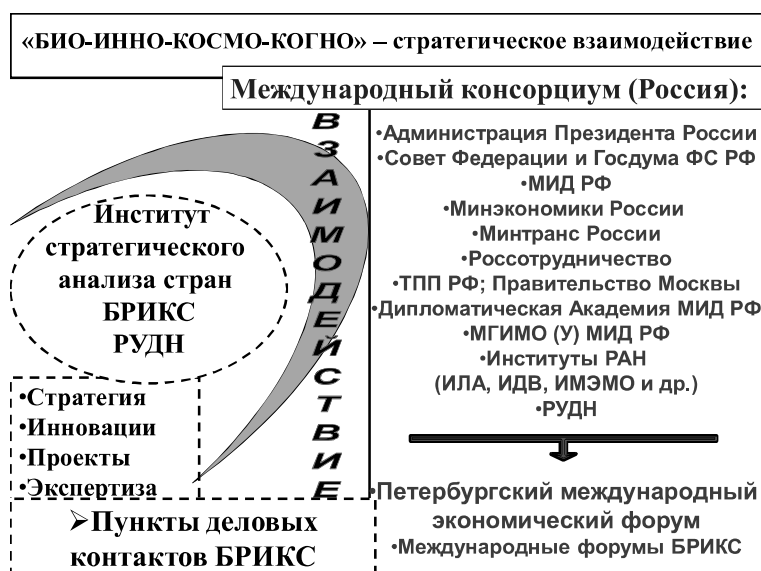 «БИО-ИННО-КОСМО-КОГНО» – стратегическое взаимодействие
Международный консорциум (Россия):
ВЗАИМОДЕЙСТВИЕ
Институт
стратегического
анализа стран
БРИКС
РУДН
•Стратегия
•Инновации
•Проекты
•Экспертиза
➢Пункты деловых
контактов БРИКС
•Администрация Президента России
•Совет Федерации и Госдума ФС РФ
•МИД РФ
•Минэкономики России
•Минтранс России
•Россотрудничество
•ТПП РФ; Правительство Москвы
•Дипломатическая Академия МИД РФ
•МГИМО (У) МИД РФ
•Институты РАН
(ИЛА, ИДВ, ИМЭМО и др.)
•РУДН
•Петербургский международный
экономический форум
•Международные форумы БРИКС